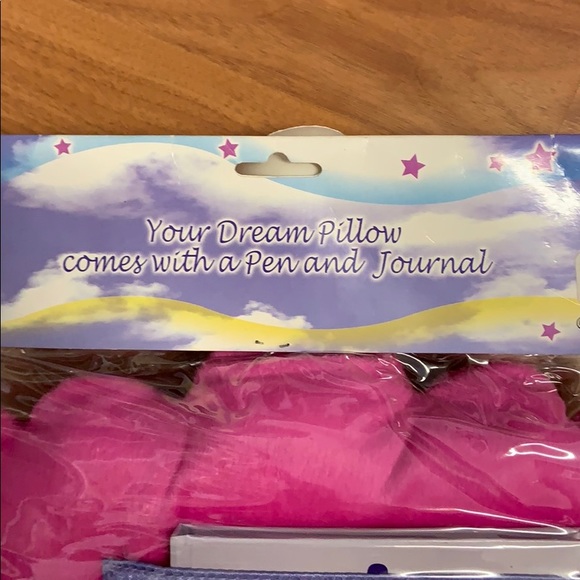 Your Dream Pillow
comes with a Pen and Journal